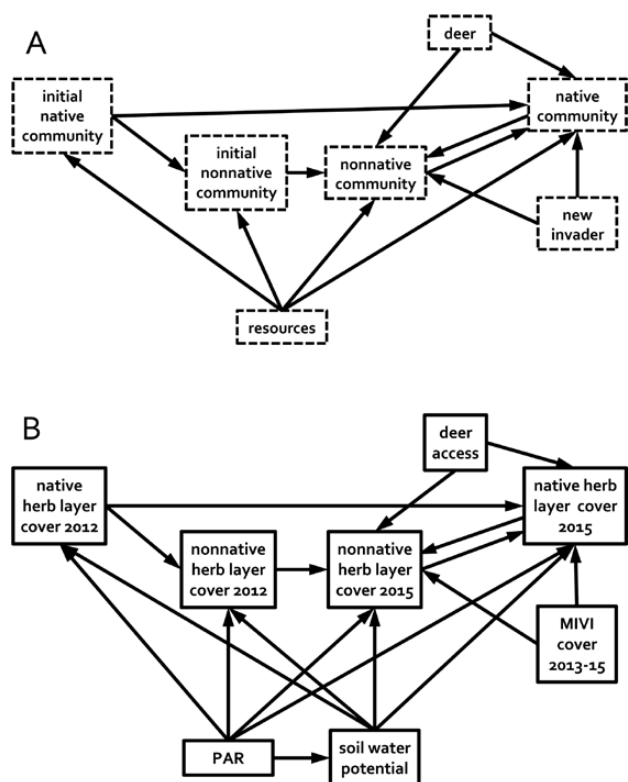 A
deer
initial
native
community
native
community
initial
nonnative
community
nonnative
community
new
invader
resources
B
deer
access
native
herb layer
cover 2012
native herb
layer cover
2015
nonnative
herb layer
cover 2012
nonnative
herb layer
cover 2015
MIVI
cover
2013-15
PAR
soil water
potential